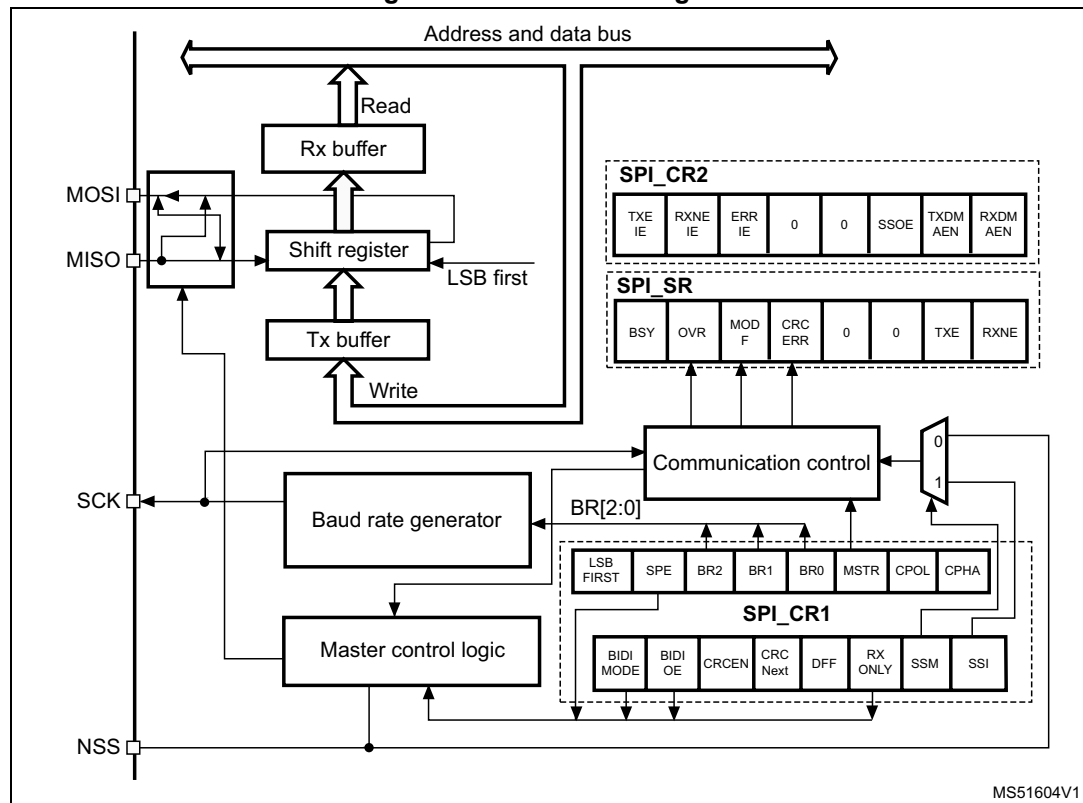 Address and data bus
Read
Rx buffer
MOSI
MISO
Shift register
LSB first
Tx buffer
Write
SPI_CR2
TXE IE
RXNE IE
ERR IE
0
0
SSOE
TXDM AEN
RXDM AEN
SPI_SR
BSY
OVR
MOD F
CRC ERR
0
0
TXE
RXNE
Communication control
0
1
SCK
Baud rate generator
BR[2:0]
LSB FIRST
SPE
BR2
BR1
BR0
MSTR
CPOL
CPHA
SPI_CR1
Master control logic
BIDI MODE
BIDI OE
CRCEN
CRC Next
DFF
RX ONLY
SSM
SSI
NSS
MS51604V1